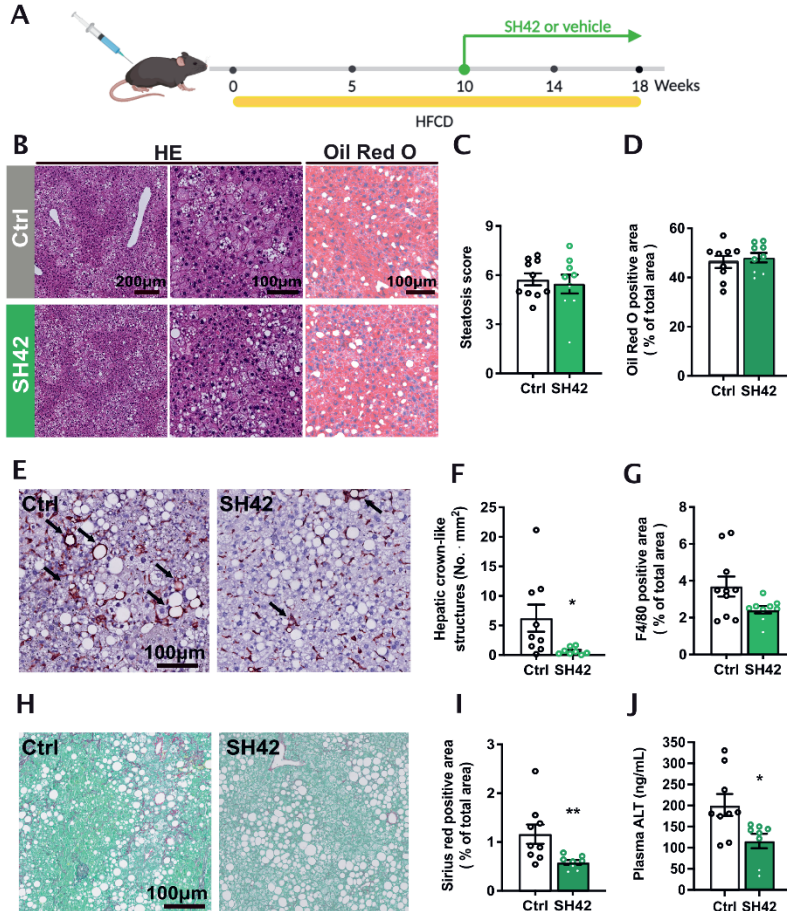 A
SH42 or vehicle
0
5
10
14
18
Weeks
HFCD
B
HE
Oil Red O
Ctrl
200μm
100μm
100μm
SH42
C
Steatosis score
9
6
3
0
Ctrl SH42
D
Oil Red O positive area
( % of total area )
60
40
20
0
Ctrl SH42
E
Ctrl
100μm
SH42
F
Hepatic crown-like
structures (No. · mm²)
25
20
15
10
5
0
*
Ctrl SH42
G
F4/80 positive area
( % of total area )
8
6
4
2
0
Ctrl SH42
H
Ctrl
100μm
SH42
I
Sirius red positive area
( % of total area)
3
2
1
0
**
Ctrl SH42
J
Plasma ALT (ng/mL)
350
300
250
200
150
100
50
0
*
Ctrl SH42